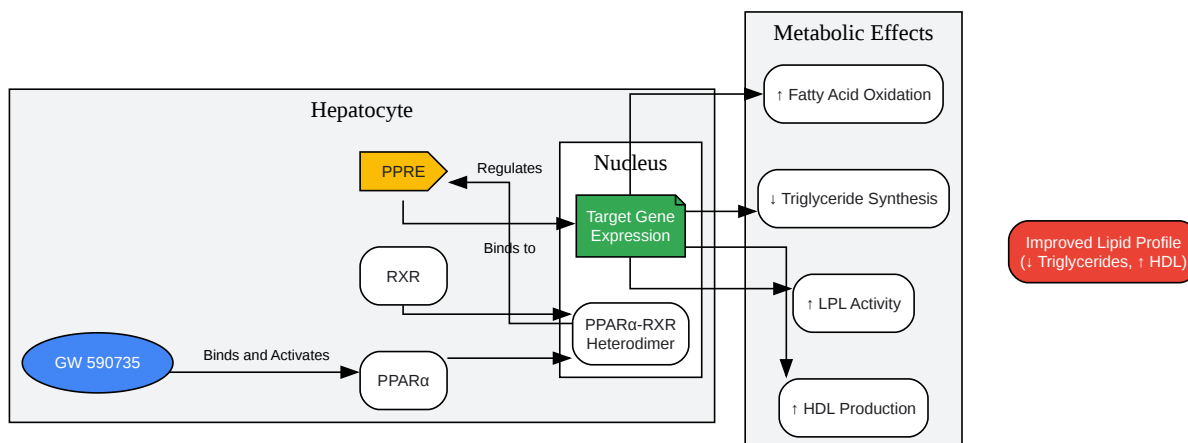 Metabolic Effects
↑ Fatty Acid Oxidation
Hepatocyte
Nucleus
PPRE
Regulates
↓ Triglyceride Synthesis
Target Gene
Expression
Binds to
Improved Lipid Profile
(↓ Triglycerides, ↑ HDL)
RXR
↑ LPL Activity
PPARα-RXR
Heterodimer
GW 590735
Binds and Activates
PPARα
↑ HDL Production